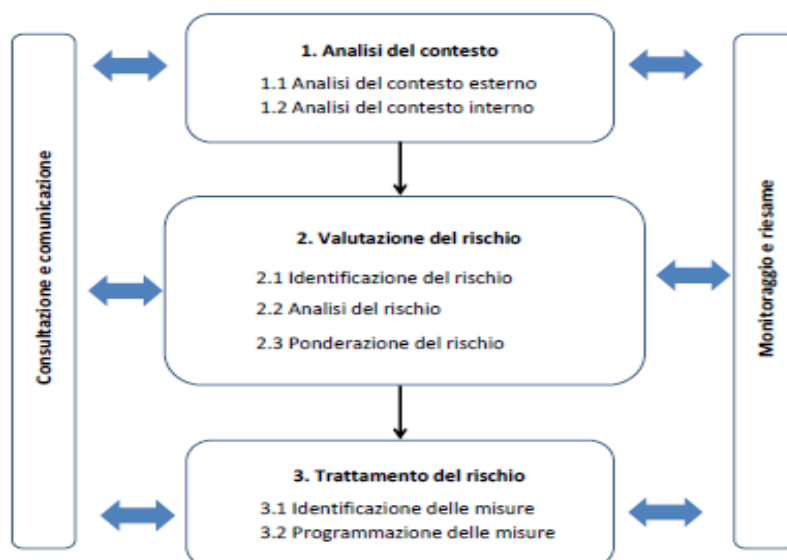 Consultazione e comunicazione
1. Analisi del contesto
1.1 Analisi del contesto esterno
1.2 Analisi del contesto interno
2. Valutazione del rischio
2.1 Identificazione del rischio
2.2 Analisi del rischio
2.3 Ponderazione del rischio
3. Trattamento del rischio
3.1 Identificazione delle misure
3.2 Programmazione delle misure
Monitoraggio e riesame